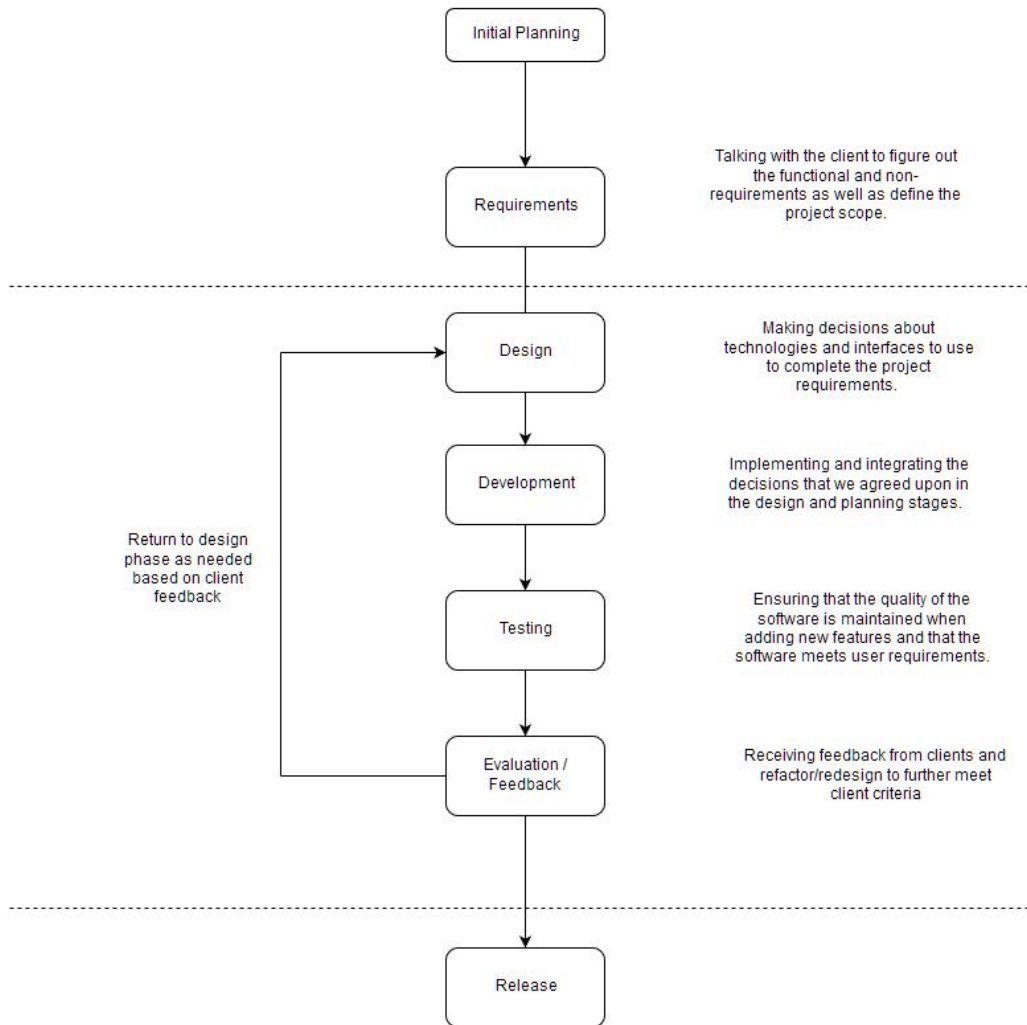 Initial Planning
Talking with the client to figure out
the functional and non-
requirements as well as define the
project scope.
Requirements
Making decisions about
technologies and interfaces to use
to complete the project
requirements.
Design
Implementing and integrating the
decisions that we agreed upon in
the design and planning stages.
Development
Return to design
phase as needed
based on client
feedback
Ensuring that the quality of the
software is maintained when
adding new features and that the
software meets user requirements.
Testing
Evaluation /
Feedback
Receiving feedback from clients and
refactor/redesign to further meet
client criteria
Release